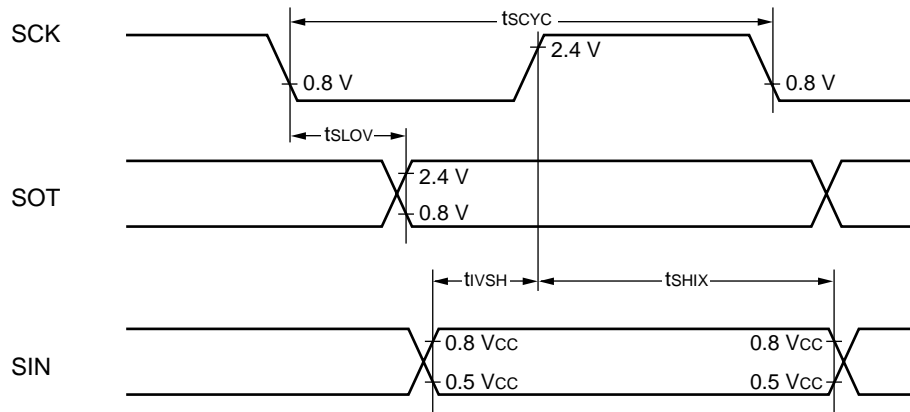 tSCYC
SCK
2.4 V
0.8 V
0.8 V
tSLOV
SOT
2.4 V
0.8 V
tIVSH
tSHIX
SIN
0.8 VCC
0.8 VCC
0.5 VCC
0.5 VCC